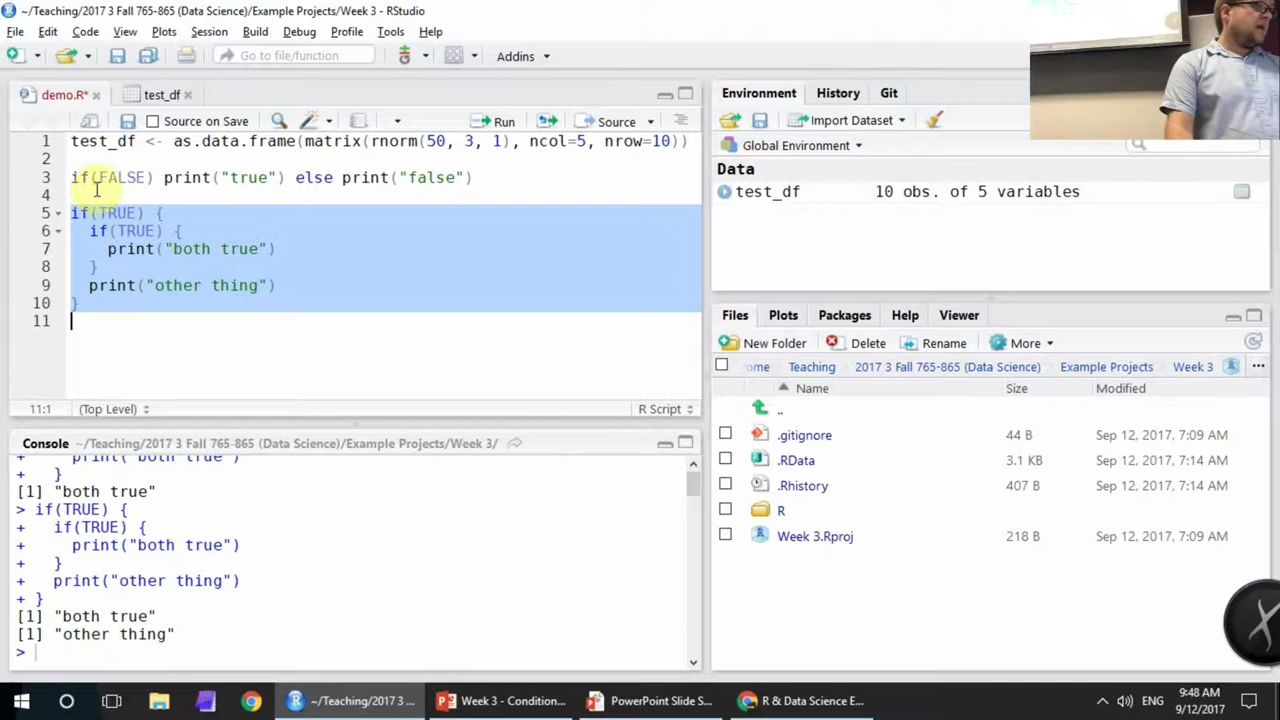 ~/Teaching/2017 3 Fall 765-865 (Data Science)/Example Projects/Week 3 - RStudio
File Edit Code View Plots Session Build Debug Profile Tools Help
Go to file/function Addins
demo.R* test_df
Source on Save Run Source
1 test_df <- as.data.frame(matrix(rnorm(50, 3, 1), ncol=5, nrow=10))
2
3 if(FALSE) print("true") else print("false")
4
5 if(TRUE) {
6 if(TRUE) {
7 print("both true")
8 }
9 print("other thing")
10 }
11
11:1 (Top Level) R Script
Console ~/Teaching/2017 3 Fall 765-865 (Data Science)/Example Projects/Week 3/
+ print("both true")
+ }
[1] "both true"
> if(TRUE) {
+ if(TRUE) {
+ print("both true")
+ }
+ print("other thing")
+ }
[1] "both true"
[1] "other thing"
>
Environment History Git
Import Dataset
Global Environment
Data
test_df 10 obs. of 5 variables
Files Plots Packages Help Viewer
New Folder Delete Rename More
ome Teaching 2017 3 Fall 765-865 (Data Science) Example Projects Week 3 ...
Name Size Modified
..
.gitignore 44 B Sep 12, 2017, 7:09 AM
.RData 3.1 KB Sep 12, 2017, 7:14 AM
.Rhistory 407 B Sep 12, 2017, 7:14 AM
R
Week 3.Rproj 218 B Sep 12, 2017, 7:09 AM
~/Teaching/2017 3 ... Week 3 - Condition... PowerPoint Slide S... R & Data Science E... ENG 9:48 AM
9/12/2017